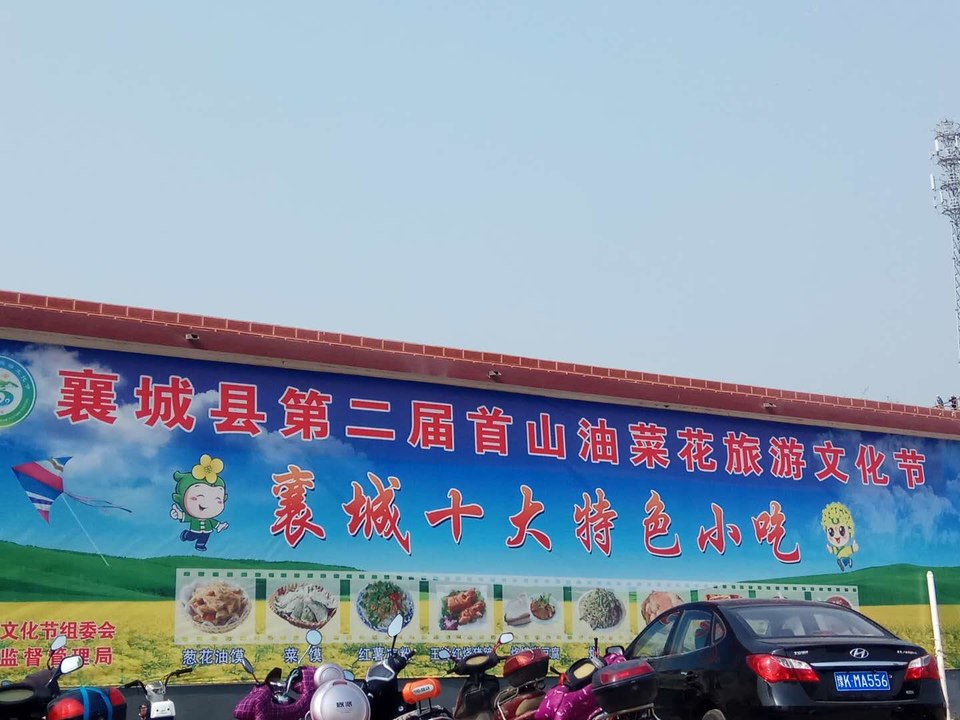 襄城县第二届首山油菜花旅游文化节
襄城十大特色小吃
葱花油馍
菜馍
文化节组委会
监督管理局
豫K MA556